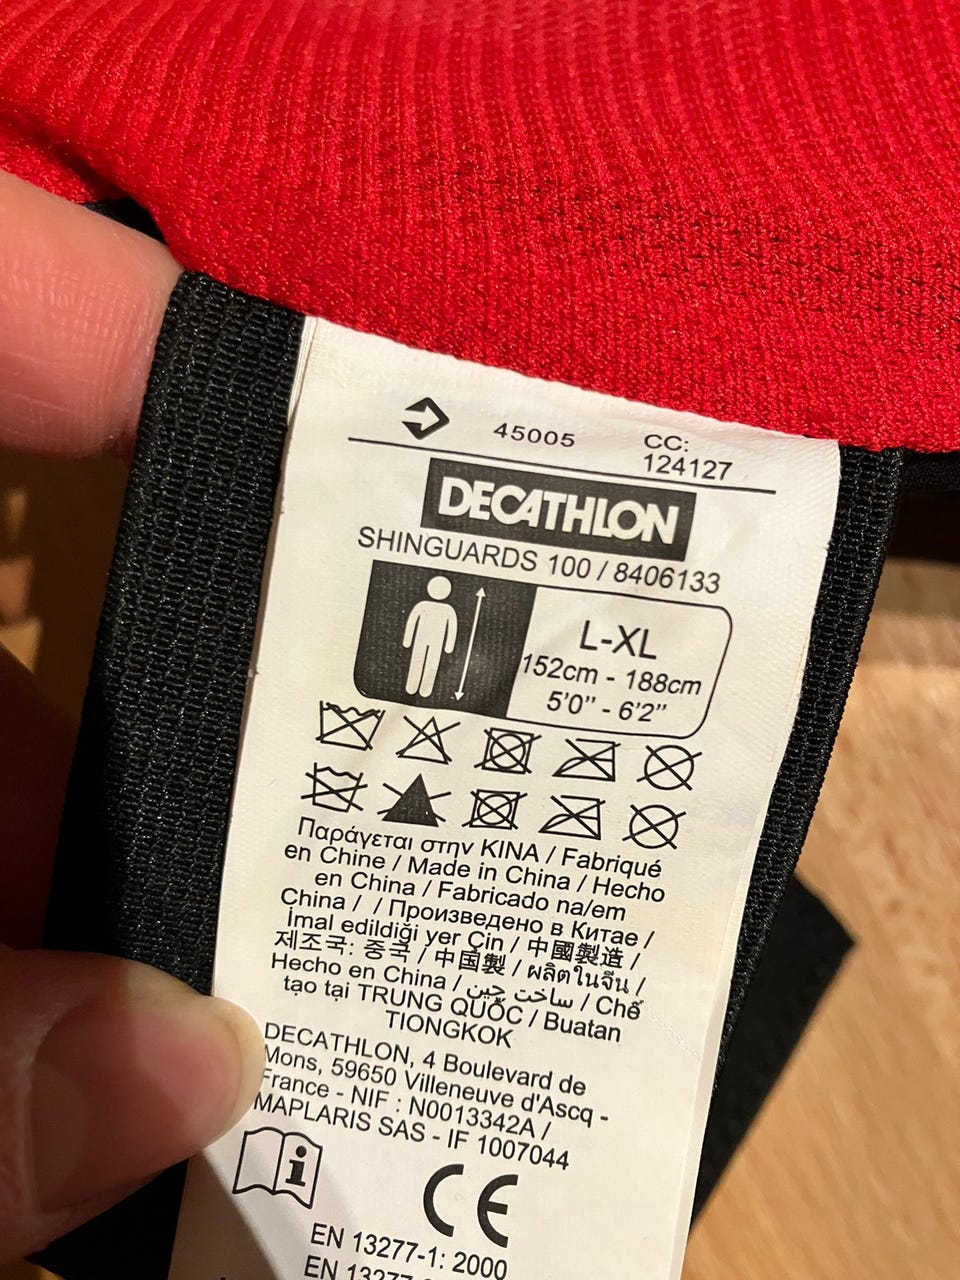 45005
CC:
124127
DECATHLON
SHINGUARDS 100 / 8406133
L-XL
152cm - 188cm
5'0" - 6'2"
Παράγεται στην ΚΙΝΑ / Fabriqué
en Chine / Made in China / Hecho
en China / Fabricado na/em
China / / Произведено в Китае /
İmal edildiği yer Çin / 中國製造 /
제조국: 중국 / 中国製 / ผลิตในจีน /
Hecho en China / ساخت چین / Chế
tạo tại TRUNG QUỐC / Buatan
TIONGKOK
DECATHLON, 4 Boulevard de
Mons, 59650 Villeneuve d'Ascq -
France - NIF : N0013342A /
MAPLARIS SAS - IF 1007044
i
CE
EN 13277-1: 2000
EN 13277-